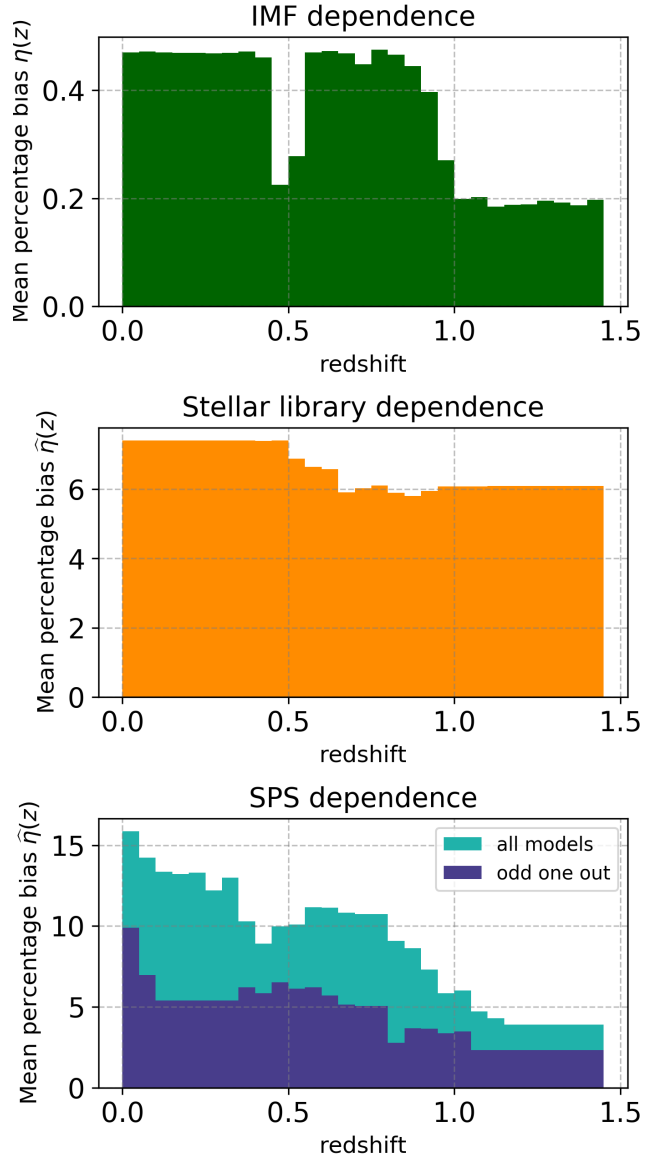 IMF dependence
Mean percentage bias η(z)
0.4
0.2
0.0
0.0 0.5 1.0 1.5
redshift
Stellar library dependence
Mean percentage bias η̂(z)
6
4
2
0
0.0 0.5 1.0 1.5
redshift
SPS dependence
Mean percentage bias η̂(z)
15
10
5
0
all models
odd one out
0.0 0.5 1.0 1.5
redshift